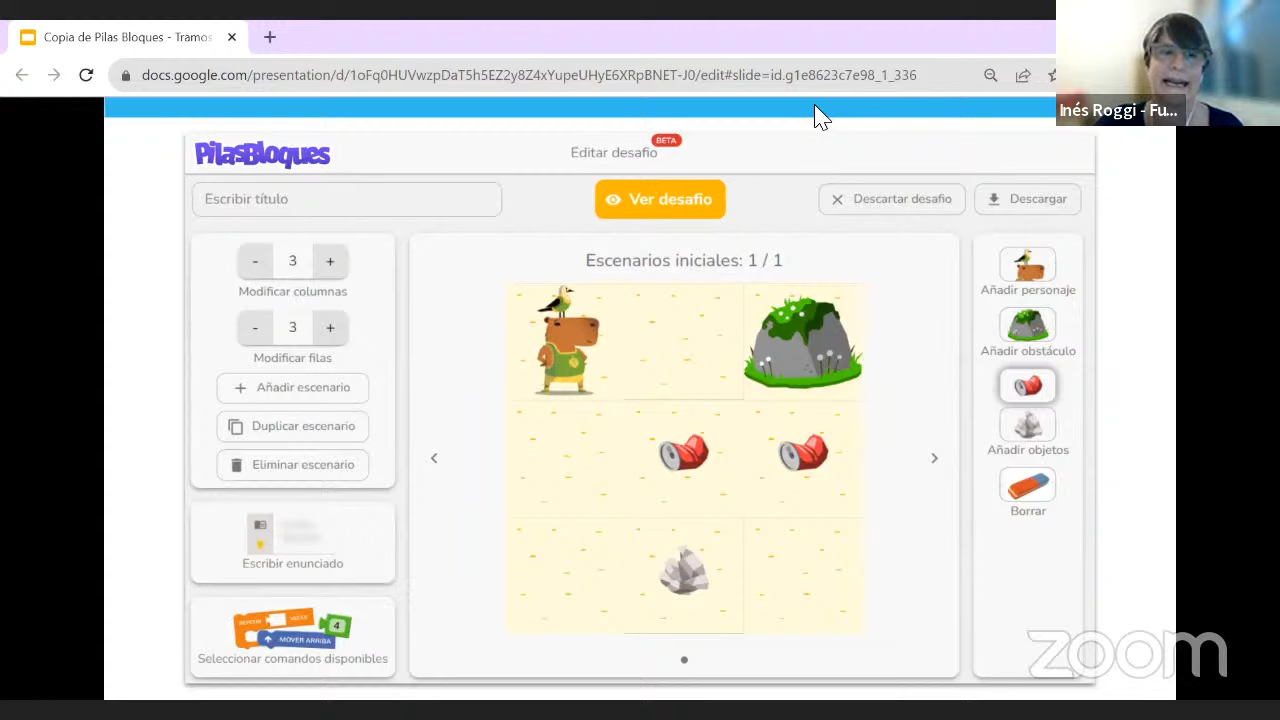 Copia de Pilas Bloques - Tramos
docs.google.com/presentation/d/1oFq0HUVwzpDaT5h5EZ2y8Z4xYupeUHyE6XRpBNET-J0/edit#slide=id.g1e8623c7e98_1_336
Inés Roggi - Fu...
PilasBloques
Editar desafio
BETA
Escribir título
Ver desafio
Descartar desafio
Descargar
- 3 +
Modificar columnas
- 3 +
Modificar filas
+ Añadir escenario
Duplicar escenario
Eliminar escenario
Escribir enunciado
4
MOVER ARRIBA
Seleccionar comandos disponibles
Escenarios iniciales: 1 / 1
Añadir personaje
Añadir obstáculo
Añadir objetos
Borrar
zoom